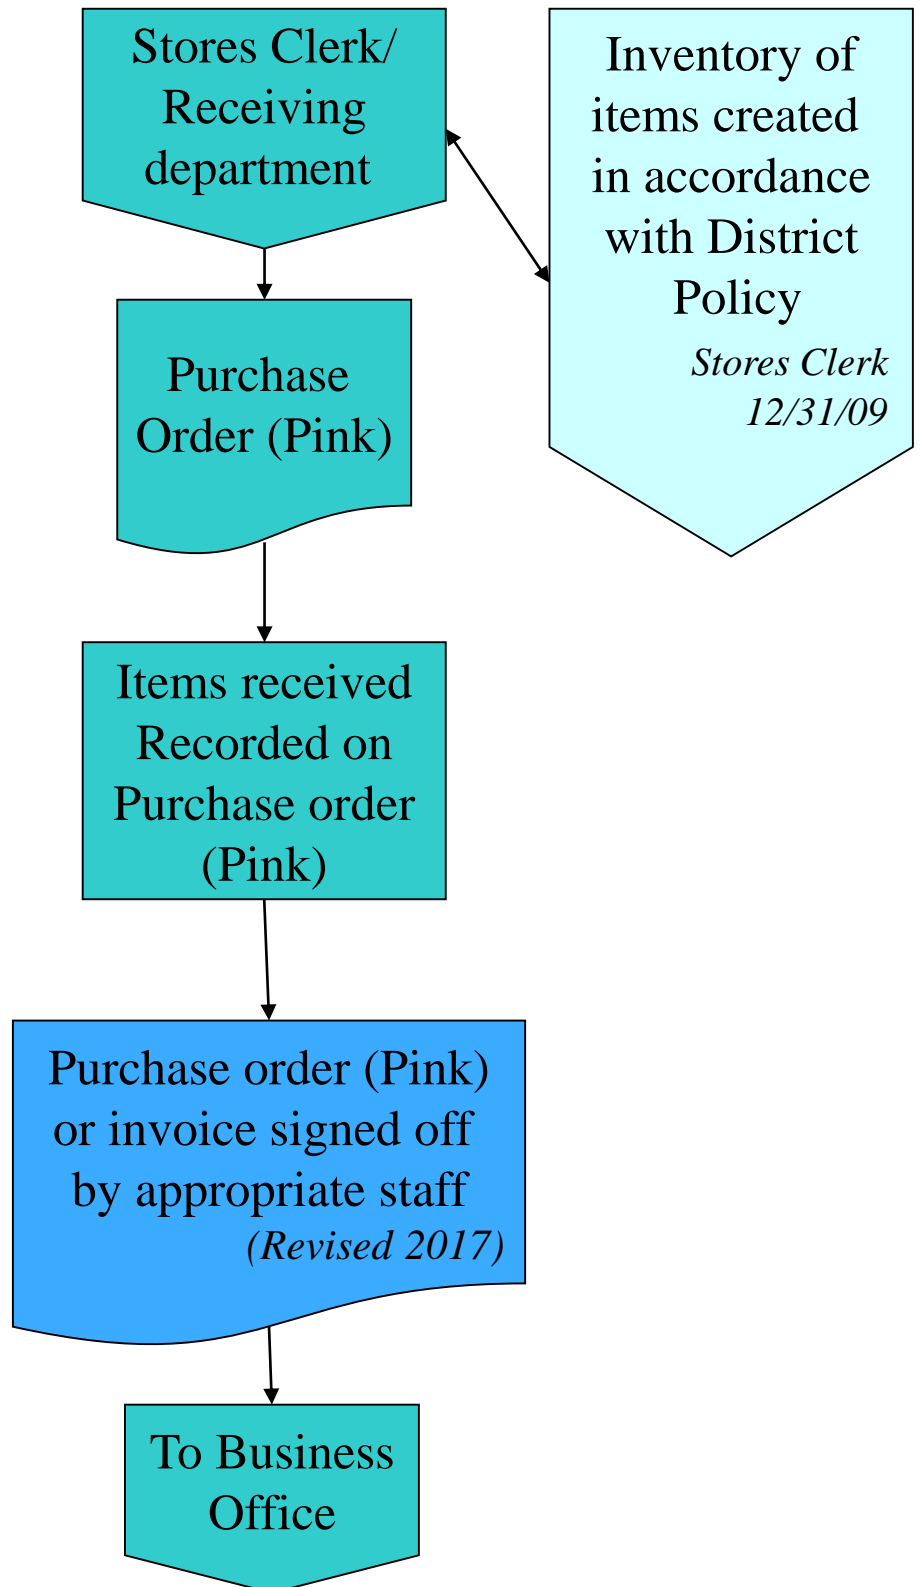 Stores Clerk/
Receiving
department
Inventory of
items created
in accordance
with District
Policy
Stores Clerk
12/31/09
Purchase
Order (Pink)
Items received
Recorded on
Purchase order
(Pink)
Purchase order (Pink)
or invoice signed off
by appropriate staff
(Revised 2017)
To Business
Office